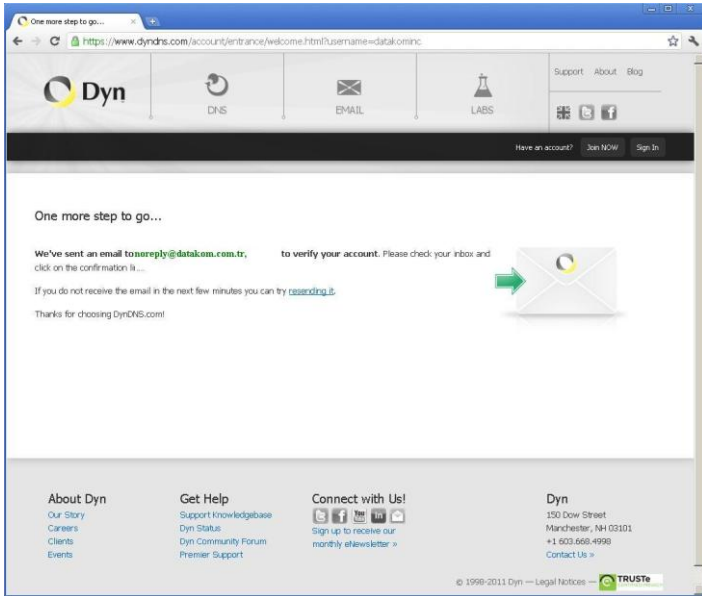 One more step to go...
https://www.dyndns.com/account/entrance/welcome.html?username=datakominc
Dyn
DNS
EMAIL
LABS
Support About Blog
Have an account? Join NOW Sign In
One more step to go...
We've sent an email to noreply@datakom.com.tr, to verify your account. Please check your inbox and
click on the confirmation li....
If you do not receive the email in the next few minutes you can try resending it.
Thanks for choosing DynDNS.com!
About Dyn
Our Story
Careers
Clients
Events
Get Help
Support Knowledgebase
Dyn Status
Dyn Community Forum
Premier Support
Connect with Us!
You
in
Sign up to receive our
monthly eNewsletter »
Dyn
150 Dow Street
Manchester, NH 03101
+1 603.668.4998
Contact Us »
© 1998-2011 Dyn — Legal Notices — TRUSTe